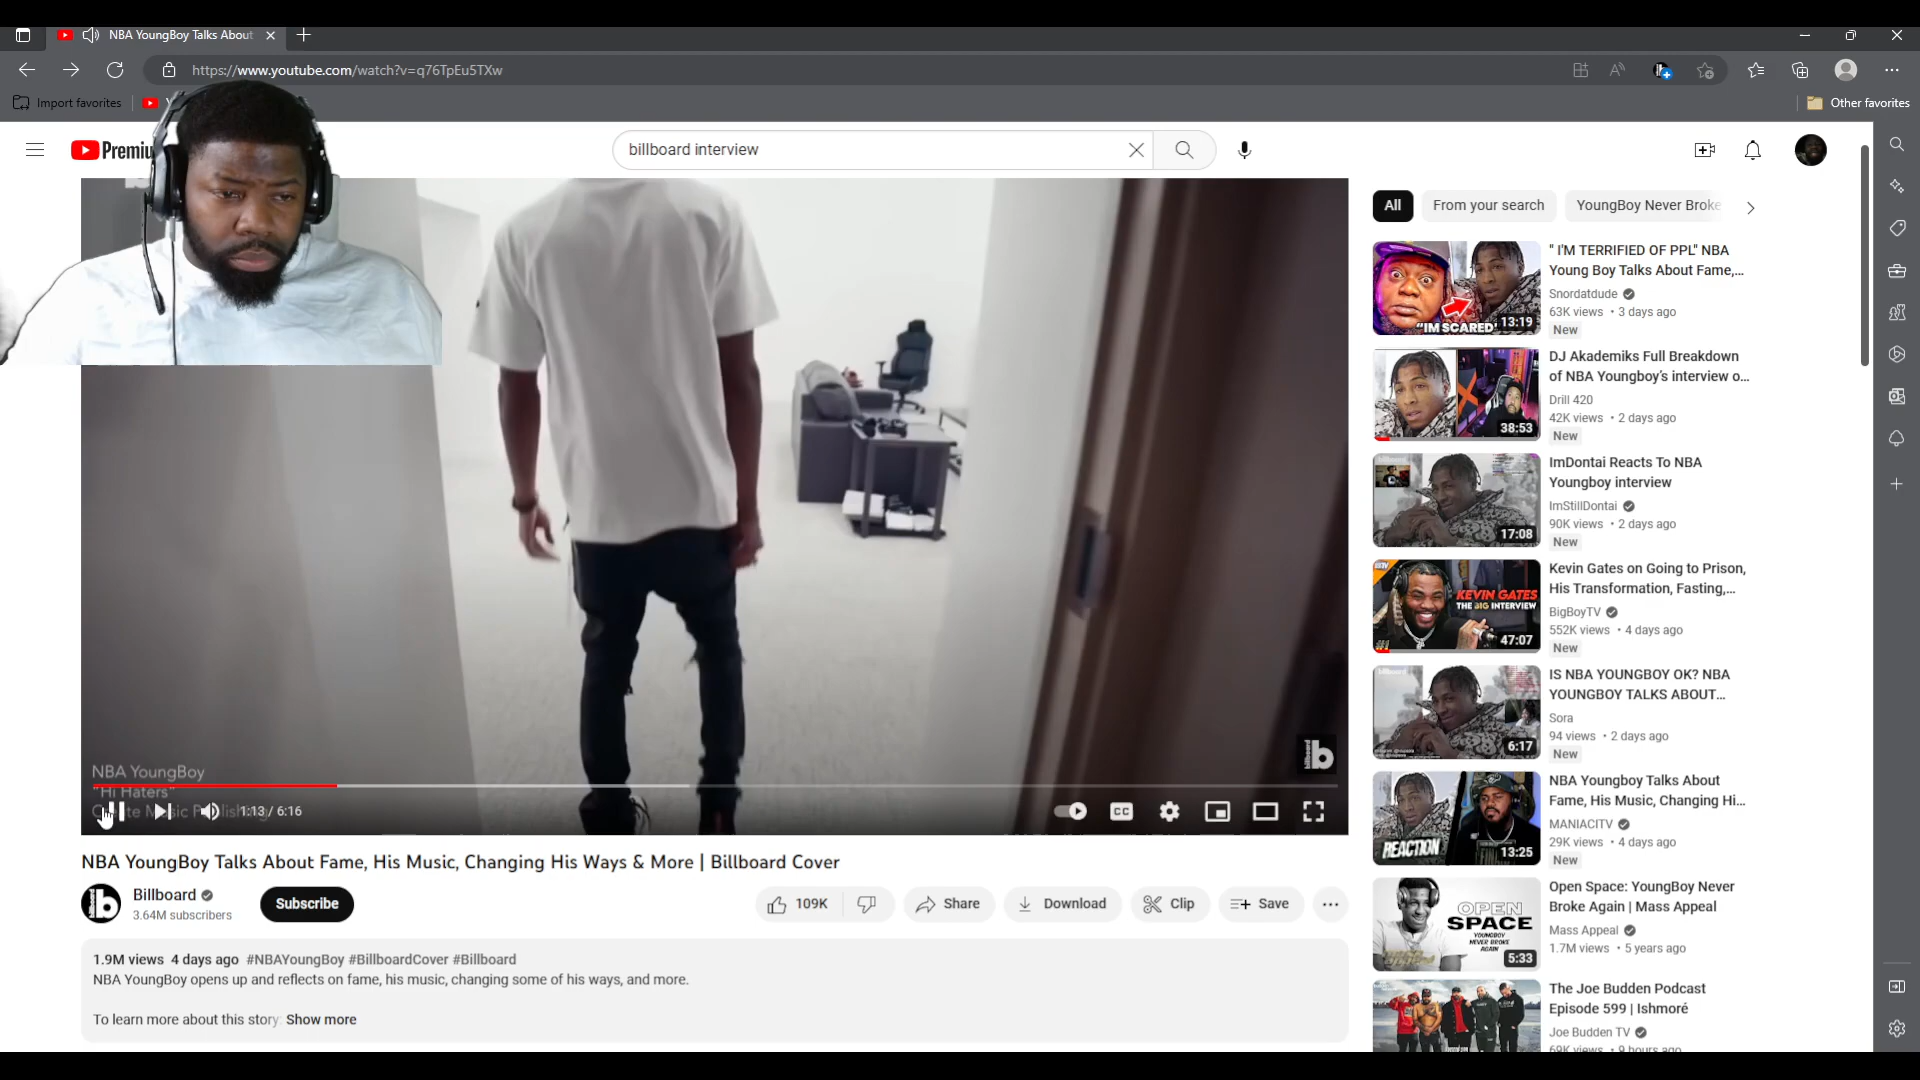 NBA YoungBoy Talks About
https://www.youtube.com/watch?v=q76TpEu5TXw
Import favorites
Other favorites
billboard interview
NBA YoungBoy
"Hi Haters"
1:13 / 6:16
CC
NBA YoungBoy Talks About Fame, His Music, Changing His Ways & More | Billboard Cover
Billboard
3.64M subscribers
Subscribe
109K
Share
Download
Clip
Save
1.9M views 4 days ago #NBAYoungBoy #BillboardCover #Billboard
NBA YoungBoy opens up and reflects on fame, his music, changing some of his ways, and more.
To learn more about this story: Show more
All
From your search
YoungBoy Never Broke
"IM SCARED"
13:19
" I'M TERRIFIED OF PPL" NBA
Young Boy Talks About Fame,...
Snordatdude
63K views • 3 days ago
New
38:53
DJ Akademiks Full Breakdown
of NBA Youngboy's interview o...
Drill 420
42K views • 2 days ago
New
17:08
ImDontai Reacts To NBA
Youngboy interview
ImStillDontai
90K views • 2 days ago
New
KEVIN GATES
THE BIG INTERVIEW
47:07
Kevin Gates on Going to Prison,
His Transformation, Fasting,...
BigBoyTV
552K views • 4 days ago
New
6:17
IS NBA YOUNGBOY OK? NBA
YOUNGBOY TALKS ABOUT...
Sora
94 views • 2 days ago
New
REACTION
13:25
NBA Youngboy Talks About
Fame, His Music, Changing Hi...
MANIACITV
29K views • 4 days ago
New
OPEN
SPACE
YOUNGBOY
NEVER BROKE
AGAIN
5:33
Open Space: YoungBoy Never
Broke Again | Mass Appeal
Mass Appeal
1.7M views • 5 years ago
The Joe Budden Podcast
Episode 599 | Ishmoré
Joe Budden TV
69K views • 9 hours ago